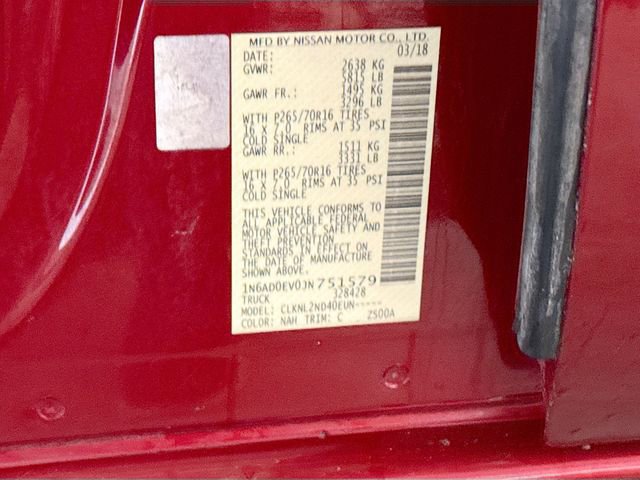 MFD BY NISSAN MOTOR CO., LTD.
DATE: 03/18
GVWR: 2638 KG
5815 LB
GAWR FR.: 1495 KG
3296 LB
WITH P265/70R16 TIRES
16 X 7.0 RIMS AT 35 PSI
COLD SINGLE
GAWR RR.: 1511 KG
3331 LB
WITH P265/70R16 TIRES
16 X 7.0 RIMS AT 35 PSI
COLD SINGLE
THIS VEHICLE CONFORMS TO
ALL APPLICABLE FEDERAL
MOTOR VEHICLE SAFETY AND
THEFT PREVENTION
STANDARDS IN EFFECT ON
THE DATE OF MANUFACTURE
SHOWN ABOVE.
1N6AD0EV0JN751579
TRUCK 328428
MODEL: CLKNL2ND40EUN-----
COLOR: NAH TRIM: C Z500A